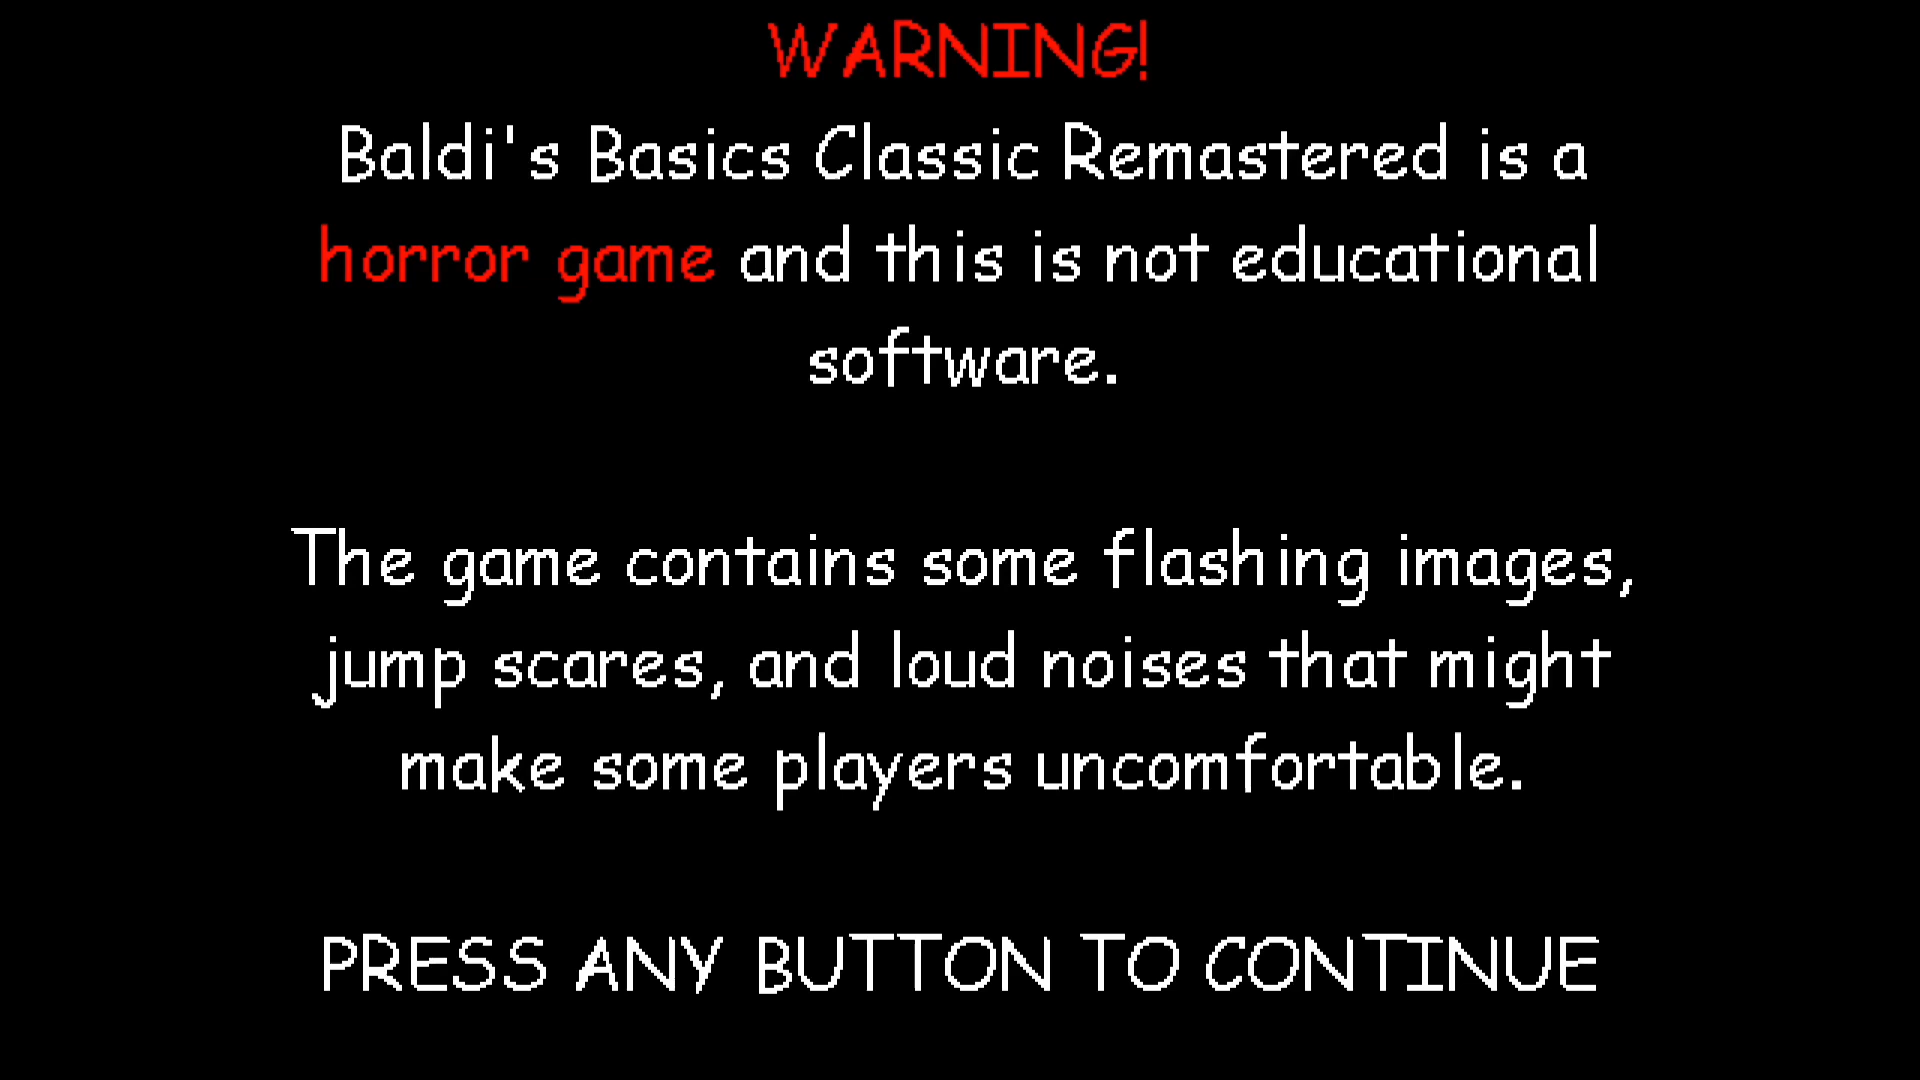 WARNING!
Baldi's Basics Classic Remastered is a
horror game and this is not educational
software.
The game contains some flashing images,
jump scares, and loud noises that might
make some players uncomfortable.
PRESS ANY BUTTON TO CONTINUE